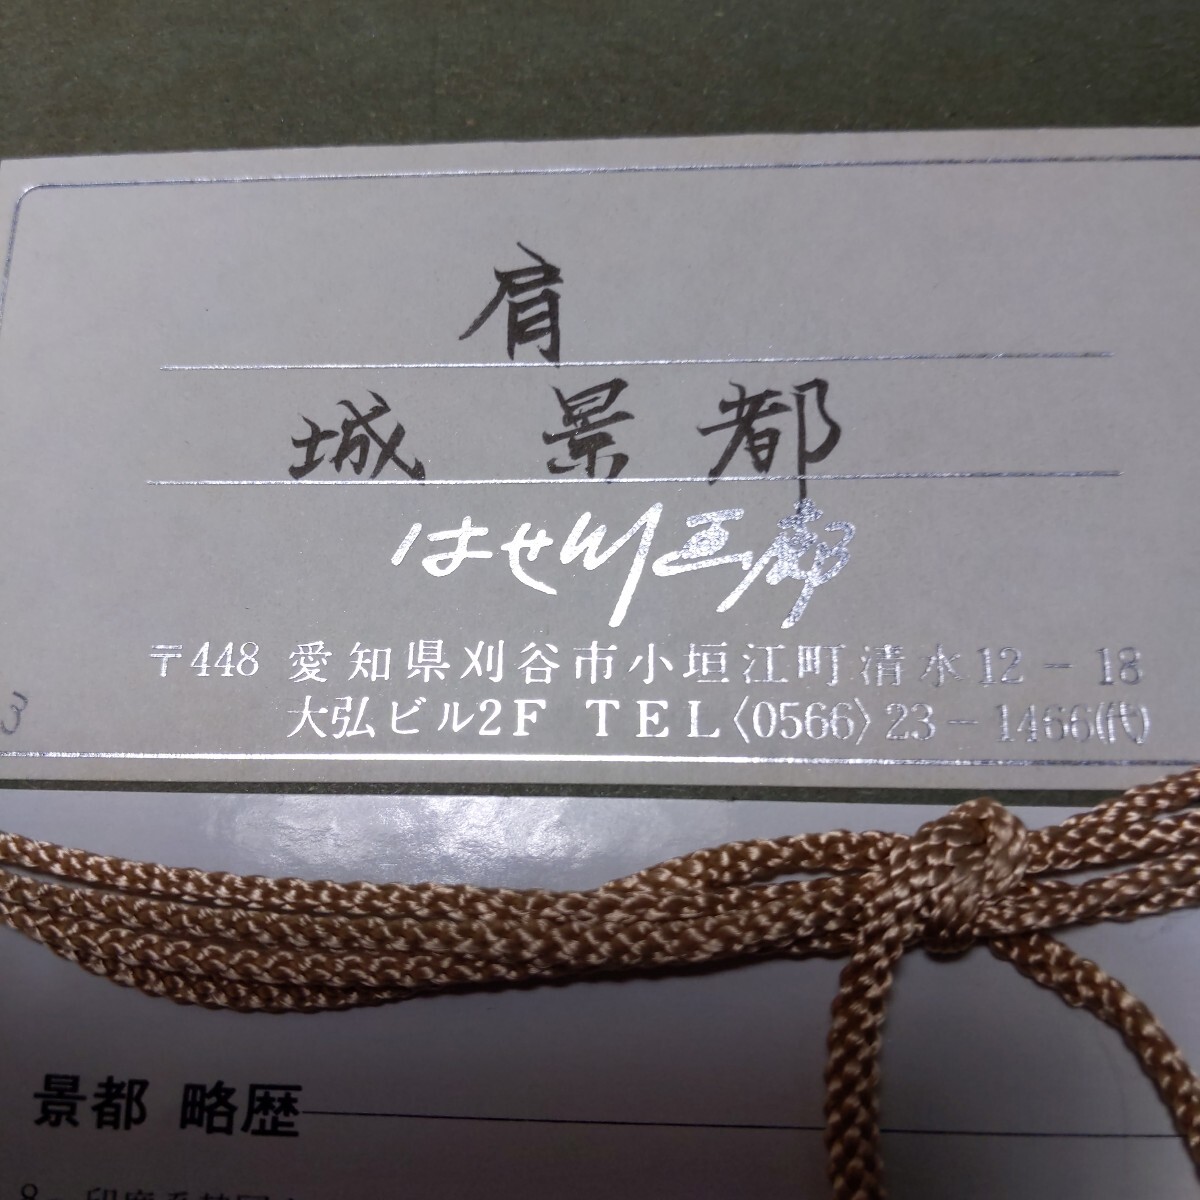 肩
城 景 都
はせ川画廊
〒448 愛知県刈谷市小垣江町清水12-18
大弘ビル2F TEL〈0566〉23-1466(代)
3
景都 略歴